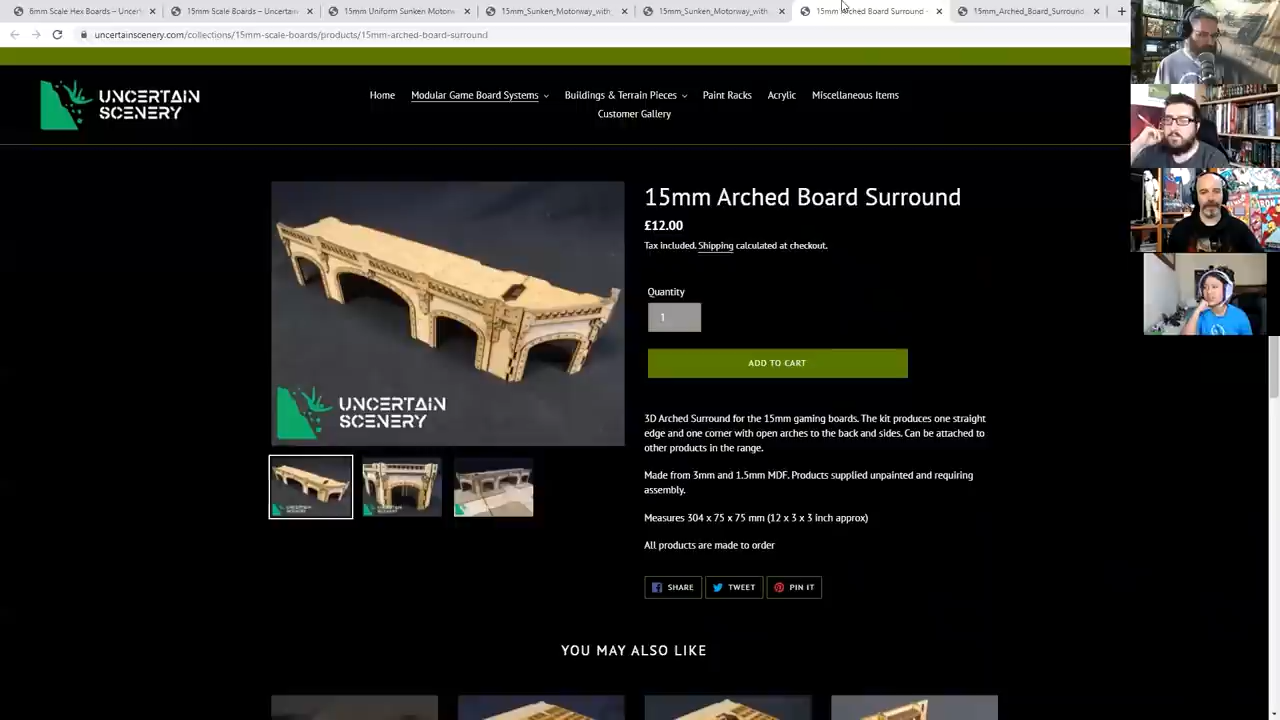 6mm Scale Hex Boards – Uncert
15mm Scale Boards – Uncertain
15mm Uniform Sunken Motorw
15mm_Sunken_Motorway_with_
15mm_Sunken_Motorway_with_
15mm Arched Board Surround –
15mm_Arched_Board_Surround_
uncertainscenery.com/collections/15mm-scale-boards/products/15mm-arched-board-surround
UNCERTAIN
SCENERY
Home
Modular Game Board Systems
Buildings & Terrain Pieces
Paint Racks
Acrylic
Miscellaneous Items
Customer Gallery
UNCERTAIN
SCENERY
15mm Arched Board Surround
£12.00
Tax included. Shipping calculated at checkout.
Quantity
1
ADD TO CART
3D Arched Surround for the 15mm gaming boards. The kit produces one straight
edge and one corner with open arches to the back and sides. Can be attached to
other products in the range.
Made from 3mm and 1.5mm MDF. Products supplied unpainted and requiring
assembly.
Measures 304 x 75 x 75 mm (12 x 3 x 3 inch approx)
All products are made to order
SHARE
TWEET
PIN IT
YOU MAY ALSO LIKE